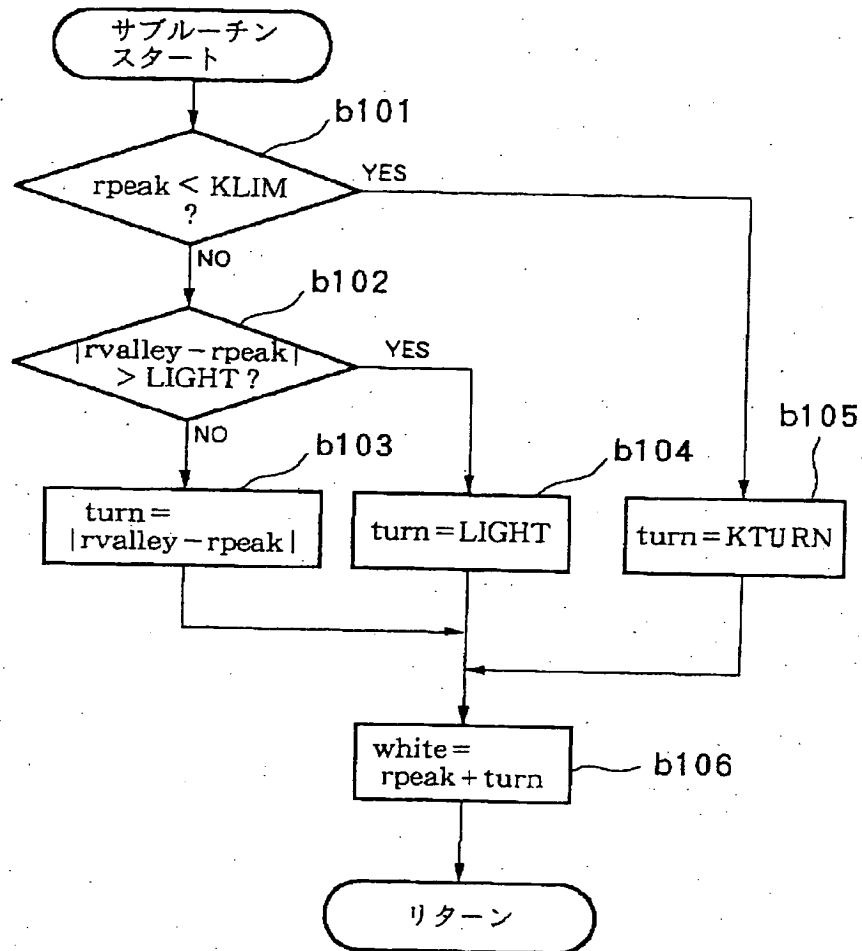 サブルーチン
スタート
b101
rpeak < KLIM
?
YES
NO
b102
|rvalley－rpeak|
> LIGHT ?
YES
NO
b103
turn=
|rvalley－rpeak|
b104
turn=LIGHT
b105
turn=KTURN
white=
rpeak+turn
b106
リターン